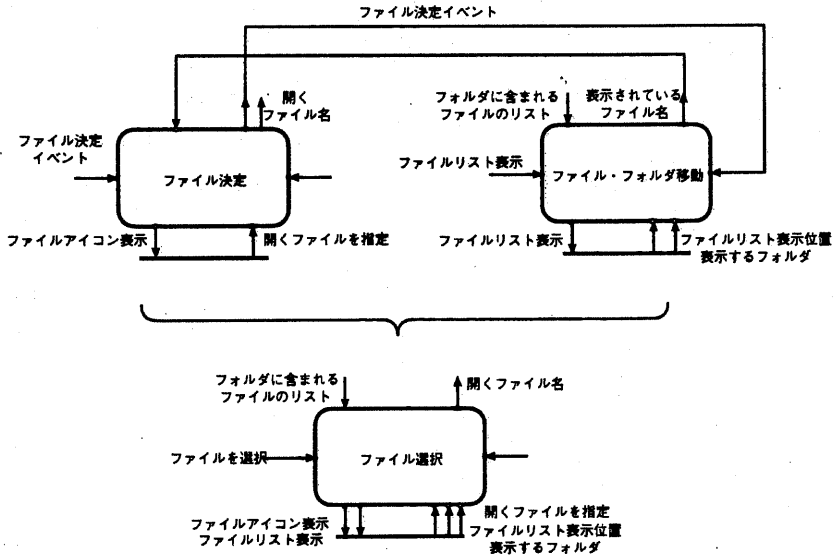 ファイル決定イベント
開く
ファイル名
フォルダに含まれる
ファイルのリスト
表示されている
ファイル名
ファイル決定
イベント
ファイル決定
ファイルリスト表示
ファイル・フォルダ移動
ファイルアイコン表示
開くファイルを指定
ファイルリスト表示
ファイルリスト表示位置
表示するフォルダ
フォルダに含まれる
ファイルのリスト
開くファイル名
ファイルを選択
ファイル選択
ファイルアイコン表示
ファイルリスト表示
開くファイルを指定
ファイルリスト表示位置
表示するフォルダ